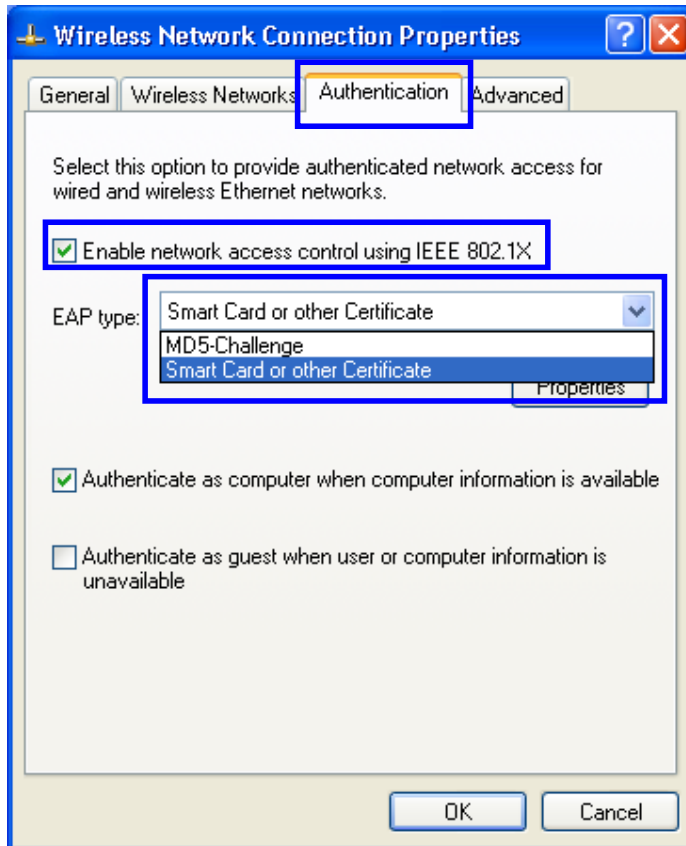 Wireless Network Connection Properties
General Wireless Networks Authentication Advanced
Select this option to provide authenticated network access for
wired and wireless Ethernet networks.
Enable network access control using IEEE 802.1X
EAP type: Smart Card or other Certificate
MD5-Challenge
Smart Card or other Certificate
Properties
Authenticate as computer when computer information is available
Authenticate as guest when user or computer information is
unavailable
OK Cancel